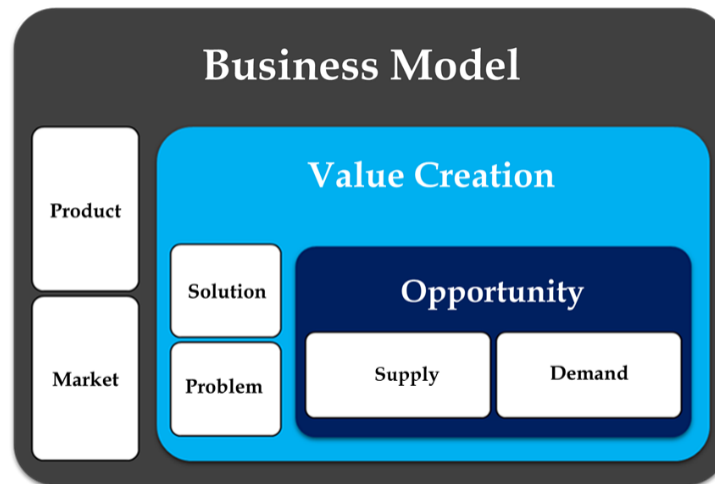 Business Model
Product
Value Creation
Solution
Opportunity
Market
Problem
Supply
Demand